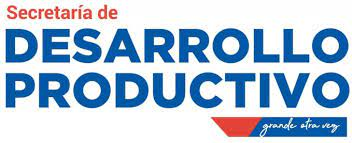 Secretaría de
DESARROLLO
PRODUCTIVO
grande otra vez